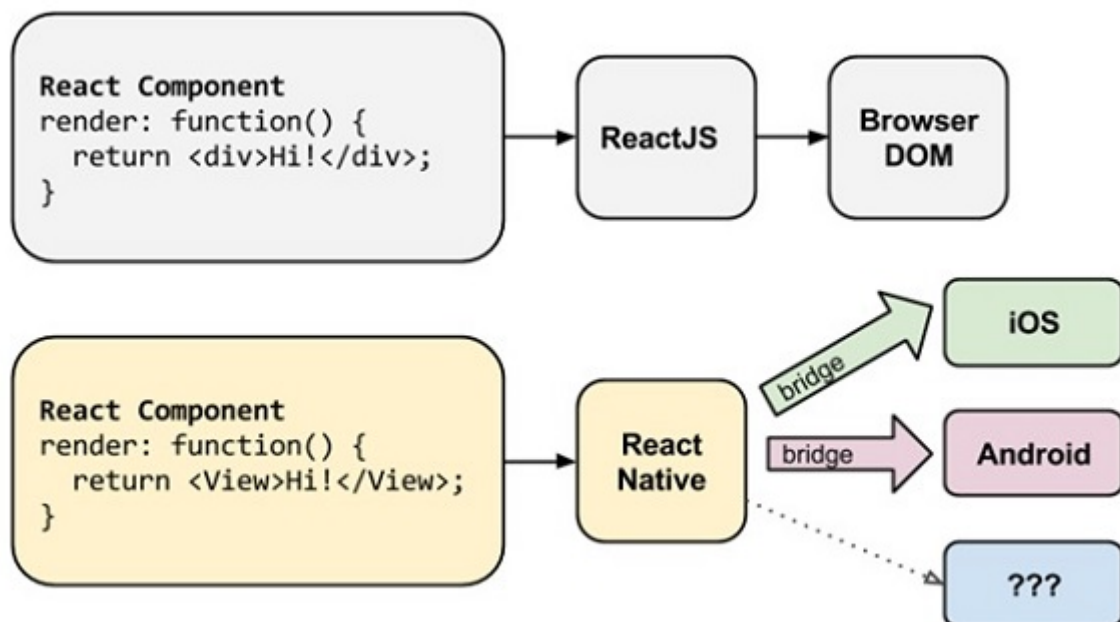 React Component
render: function() {
  return <div>Hi!</div>;
}
ReactJS
Browser
DOM
React Component
render: function() {
  return <View>Hi!</View>;
}
React
Native
bridge
iOS
bridge
Android
???